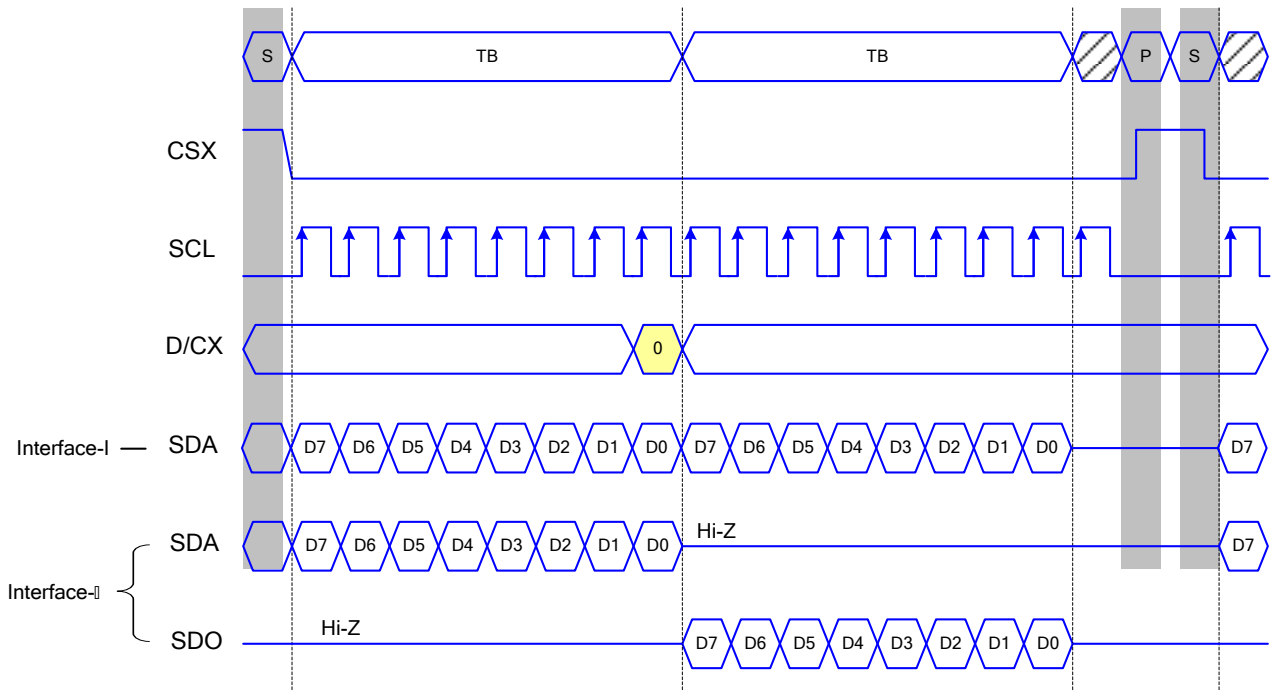 S TB TB P S
CSX
SCL
D/CX 0
Interface-I SDA D7 D6 D5 D4 D3 D2 D1 D0 D7 D6 D5 D4 D3 D2 D1 D0 D7
SDA D7 D6 D5 D4 D3 D2 D1 D0 Hi-Z D7
Interface-▯
SDO Hi-Z D7 D6 D5 D4 D3 D2 D1 D0